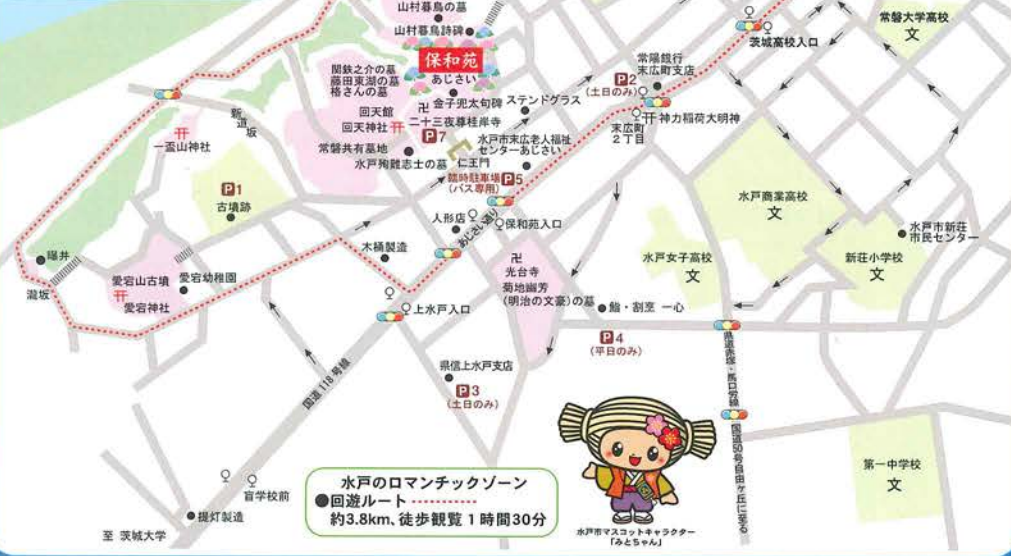 山村暮鳥の墓
山村暮鳥詩碑
保和苑
あじさい
関鉄之介の墓
藤田東湖の墓
格さんの墓
卍 金子兜太句碑
ステンドグラス
回天館
回天神社
二十三夜尊桂岸寺
P7
常磐共有墓地
水戸殉難志士の墓
仁王門
水戸市末広老人福祉
センターあじさい
臨時駐車場
(バス専用)
P5
常陽銀行
末広町支店
P2
(土日のみ)
神力稲荷大明神
末広町
2丁目
茨城高校入口
常磐大学高校
文
新道坂
一盃山神社
P1
古墳跡
曝井
滝坂
愛宕山古墳
愛宕神社
愛宕幼稚園
木桶製造
人形店
あじさい通り
保和苑入口
上水戸入口
卍
光台寺
菊地幽芳
(明治の文豪)の墓
鮨・割烹 一心
水戸商業高校
文
水戸女子高校
文
新荘小学校
文
水戸市新荘
市民センター
P4
(平日のみ)
県信上水戸支店
P3
(土日のみ)
国道118号線
県道赤塚・馬口労線
国道50号自由ヶ丘に至る
第一中学校
文
盲学校前
提灯製造
至 茨城大学
水戸のロマンチックゾーン
●回遊ルート
約3.8km、徒歩観覧1時間30分
水戸市マスコットキャラクター
「みとちゃん」